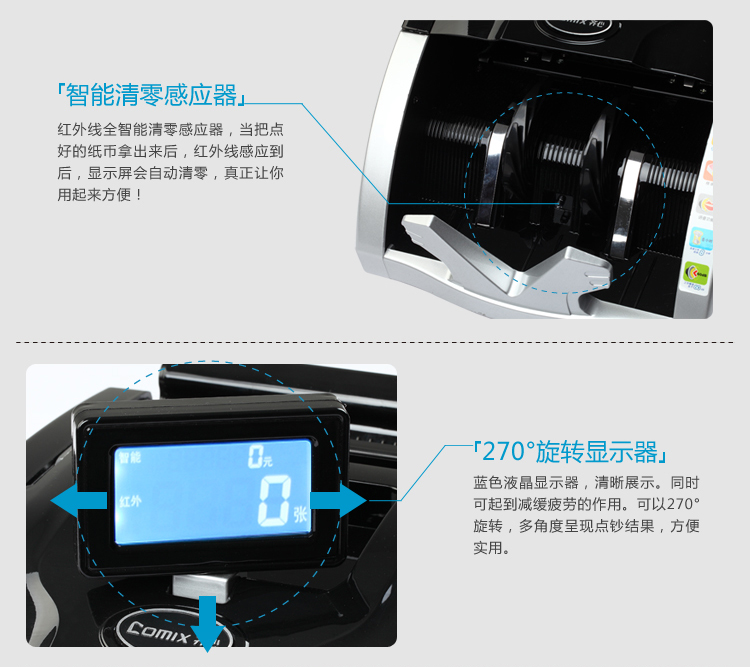 comix 齐心
「智能清零感应器」
红外线全智能清零感应器，当把点
好的纸币拿出来后，红外线感应到
后，显示屏会自动清零，真正让你
用起来方便！
智能
0元
红外
0张
「270°旋转显示器」
蓝色液晶显示器，清晰展示。同时
可起到减缓疲劳的作用。可以270°
旋转，多角度呈现点钞结果，方便
实用。
comix